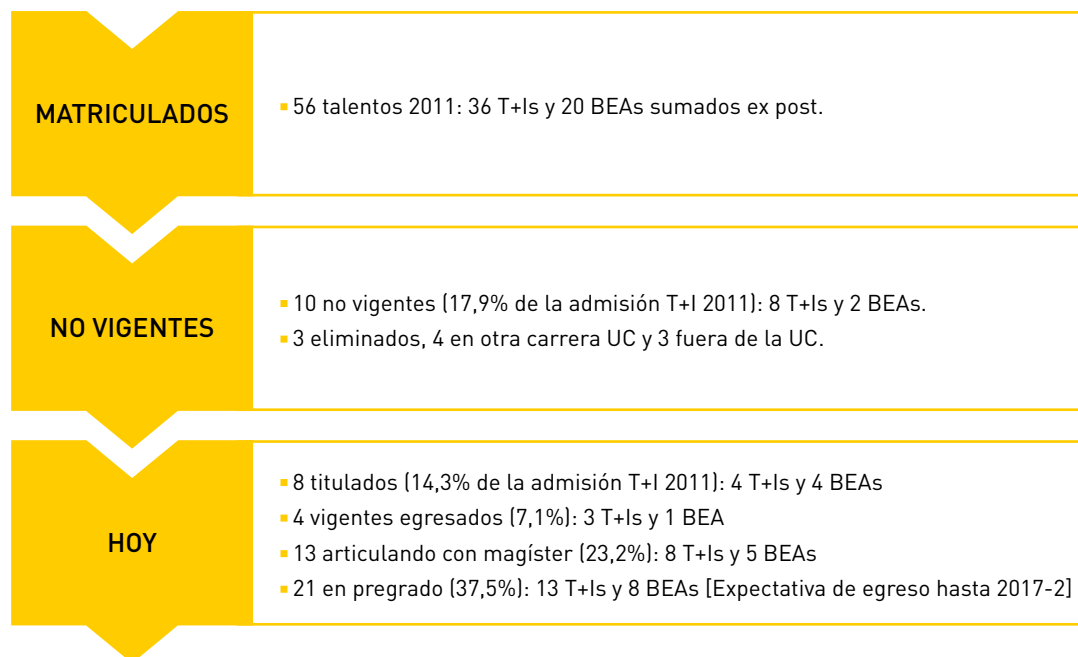 MATRICULADOS
▪ 56 talentos 2011: 36 T+Is y 20 BEAs sumados ex post.
NO VIGENTES
▪ 10 no vigentes (17,9% de la admisión T+I 2011): 8 T+Is y 2 BEAs.
▪ 3 eliminados, 4 en otra carrera UC y 3 fuera de la UC.
HOY
▪ 8 titulados (14,3% de la admisión T+I 2011): 4 T+Is y 4 BEAs
▪ 4 vigentes egresados (7,1%): 3 T+Is y 1 BEA
▪ 13 articulando con magíster (23,2%): 8 T+Is y 5 BEAs
▪ 21 en pregrado (37,5%): 13 T+Is y 8 BEAs [Expectativa de egreso hasta 2017-2]